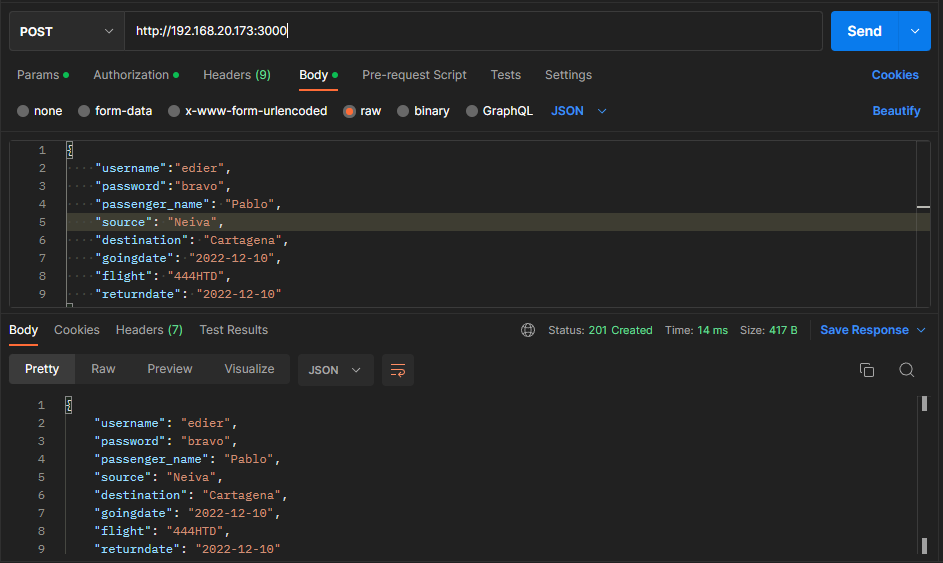 POST http://192.168.20.173:3000 Send
Params Authorization Headers (9) Body Pre-request Script Tests Settings Cookies
none form-data x-www-form-urlencoded raw binary GraphQL JSON Beautify
1 {
2 "username":"edier",
3 "password":"bravo",
4 "passenger_name": "Pablo",
5 "source": "Neiva",
6 "destination": "Cartagena",
7 "goingdate": "2022-12-10",
8 "flight": "444HTD",
9 "returndate": "2022-12-10"
Body Cookies Headers (7) Test Results Status: 201 Created Time: 14 ms Size: 417 B Save Response
Pretty Raw Preview Visualize JSON
1 {
2 "username": "edier",
3 "password": "bravo",
4 "passenger_name": "Pablo",
5 "source": "Neiva",
6 "destination": "Cartagena",
7 "goingdate": "2022-12-10",
8 "flight": "444HTD",
9 "returndate": "2022-12-10"